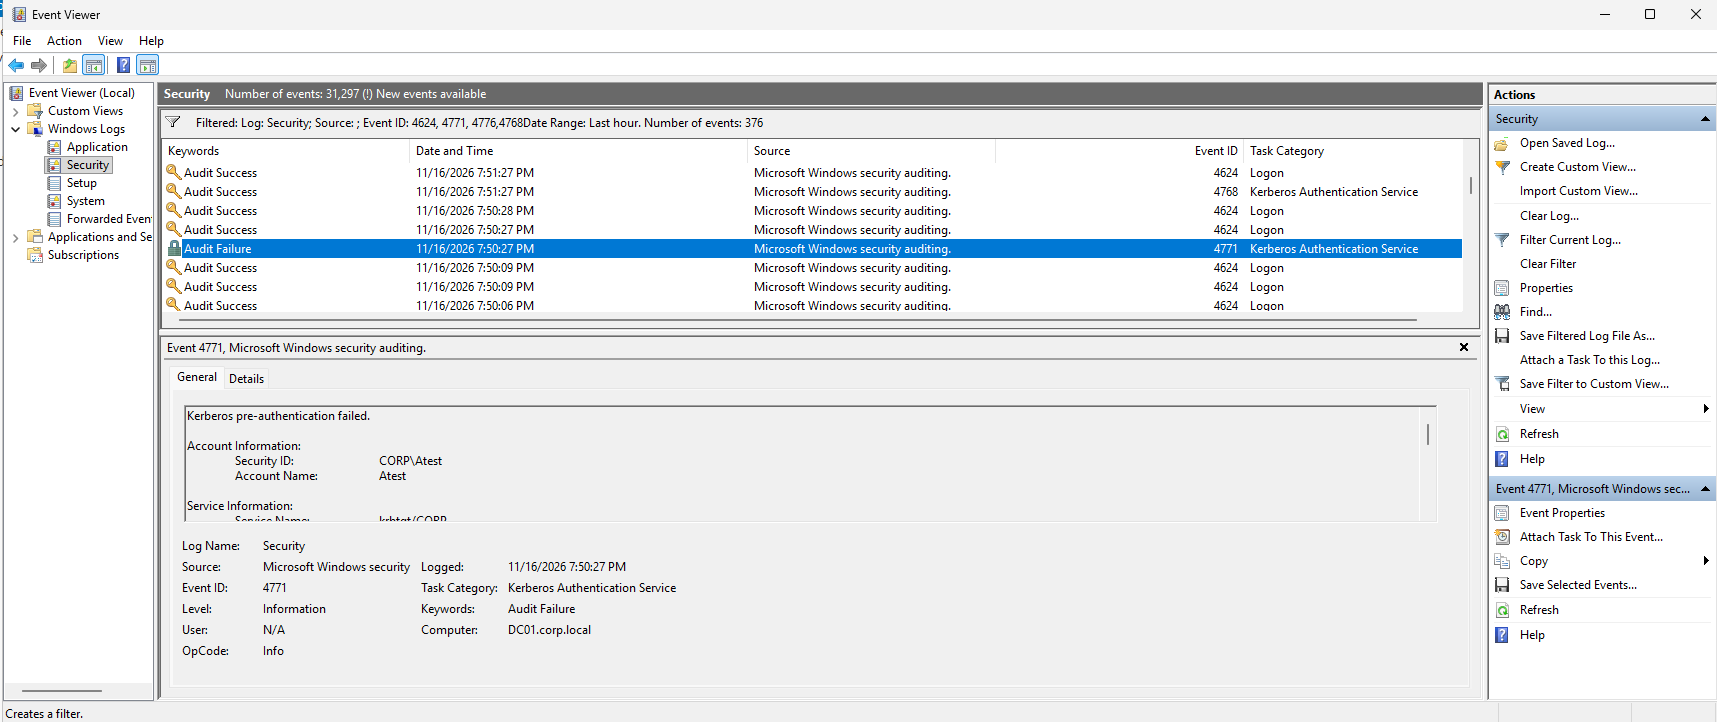 Event Viewer
File Action View Help
Event Viewer (Local)
Custom Views
Windows Logs
Application
Security
Setup
System
Forwarded Even
Applications and Se
Subscriptions
Security Number of events: 31,297 (!) New events available
Filtered: Log: Security; Source: ; Event ID: 4624, 4771, 4776,4768Date Range: Last hour. Number of events: 376
Keywords Date and Time Source Event ID Task Category
Audit Success 11/16/2026 7:51:27 PM Microsoft Windows security auditing. 4624 Logon
Audit Success 11/16/2026 7:51:27 PM Microsoft Windows security auditing. 4768 Kerberos Authentication Service
Audit Success 11/16/2026 7:50:28 PM Microsoft Windows security auditing. 4624 Logon
Audit Success 11/16/2026 7:50:27 PM Microsoft Windows security auditing. 4624 Logon
Audit Failure 11/16/2026 7:50:27 PM Microsoft Windows security auditing. 4771 Kerberos Authentication Service
Audit Success 11/16/2026 7:50:09 PM Microsoft Windows security auditing. 4624 Logon
Audit Success 11/16/2026 7:50:09 PM Microsoft Windows security auditing. 4624 Logon
Audit Success 11/16/2026 7:50:06 PM Microsoft Windows security auditing. 4624 Logon
Event 4771, Microsoft Windows security auditing.
General Details
Kerberos pre-authentication failed.
Account Information:
Security ID: CORP\Atest
Account Name: Atest
Service Information:
Service Name: krbtgt/CORP
Log Name: Security
Source: Microsoft Windows security Logged: 11/16/2026 7:50:27 PM
Event ID: 4771 Task Category: Kerberos Authentication Service
Level: Information Keywords: Audit Failure
User: N/A Computer: DC01.corp.local
OpCode: Info
Actions
Security
Open Saved Log...
Create Custom View...
Import Custom View...
Clear Log...
Filter Current Log...
Clear Filter
Properties
Find...
Save Filtered Log File As...
Attach a Task To this Log...
Save Filter to Custom View...
View
Refresh
Help
Event 4771, Microsoft Windows sec...
Event Properties
Attach Task To This Event...
Copy
Save Selected Events...
Refresh
Help
Creates a filter.